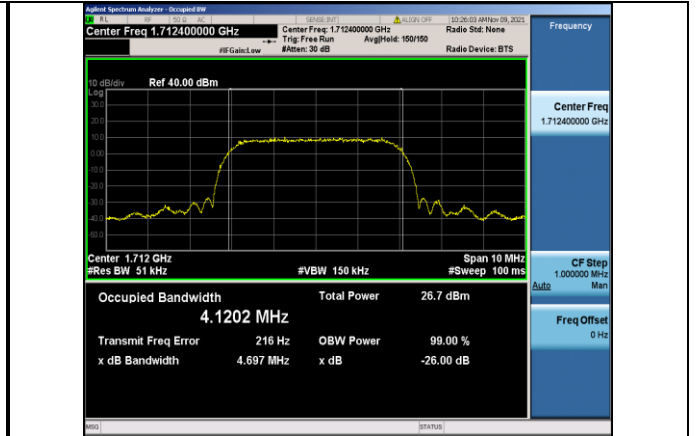 Agilent Spectrum Analyzer - Occupied BW
RL RF 50 Ω AC SENSE:INT ALIGN OFF 10:26:03 AM Nov 09, 2021
Center Freq 1.712400000 GHz Center Freq: 1.712400000 GHz Radio Std: None Frequency
Trig: Free Run Avg|Hold: 150/150
#IFGain:Low #Atten: 30 dB Radio Device: BTS
10 dB/div Ref 40.00 dBm
Log
30.0
20.0
10.0
0.00
-10.0
-20.0
-30.0
-40.0
-50.0
Center Freq
1.712400000 GHz
Center 1.712 GHz Span 10 MHz
#Res BW 51 kHz #VBW 150 kHz #Sweep 100 ms
CF Step
1.000000 MHz
Auto Man
Occupied Bandwidth Total Power 26.7 dBm
4.1202 MHz
Transmit Freq Error 216 Hz OBW Power 99.00 %
x dB Bandwidth 4.697 MHz x dB -26.00 dB
Freq Offset
0 Hz
MSG STATUS